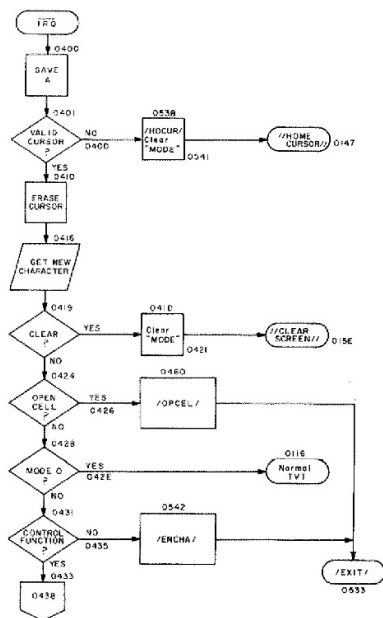 IRQ
0400
SAVE
A
0401
VALID
CURSOR
?
NO
040D
0538
/HOCUR/
Clear
"MODE"
0541
//HOME
CURSOR//
0147
YES
0410
ERASE
CURSOR
0416
GET NEW
CHARACTER
0419
CLEAR
?
YES
041D
Clear
"MODE"
0421
//CLEAR
SCREEN//
015E
NO
0424
OPEN
CELL
?
YES
0426
0460
/OPCEL/
NO
0428
MODE 0
?
YES
042E
0116
Normal
TVT
NO
0431
CONTROL
FUNCTION
?
NO
0435
0542
/ENCHA/
/EXIT/
0533
YES
0433
0438